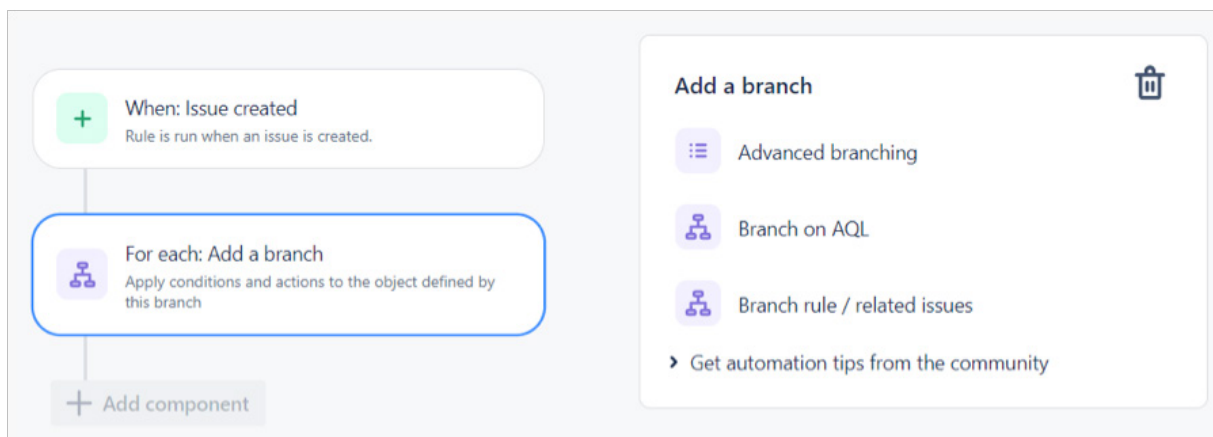 When: Issue created
Rule is run when an issue is created.
For each: Add a branch
Apply conditions and actions to the object defined by
this branch
Add component
Add a branch
Advanced branching
Branch on AQL
Branch rule / related issues
Get automation tips from the community